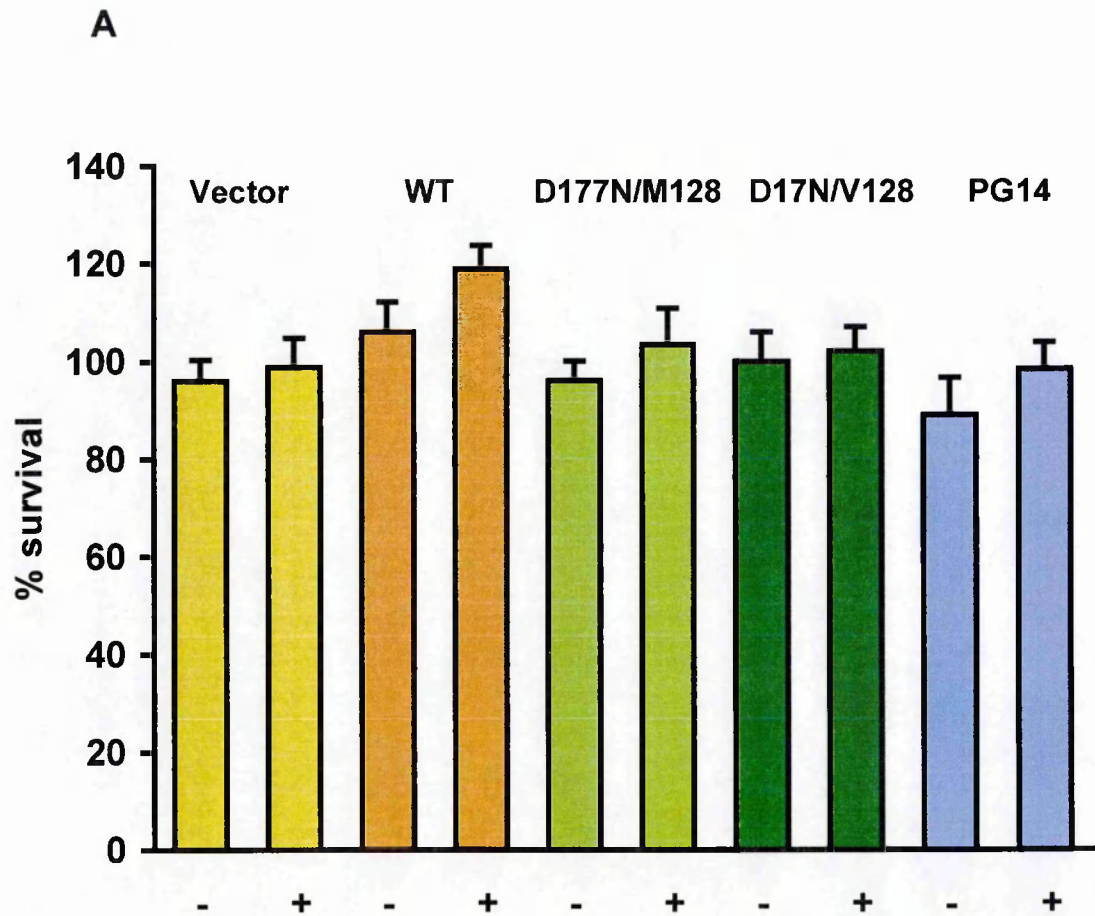 A
140
Vector WT D177N/M128 D17N/V128 PG14
120
100
80
60
40
20
0
% survival
- + - + - + - + - +